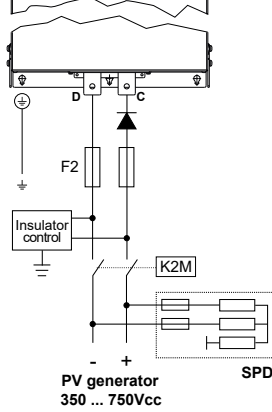 D C
F2
Insulator
control
K2M
- +
SPD
PV generator
350 ... 750Vcc